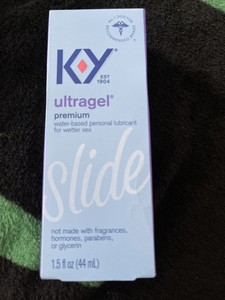 KY®
EST
1904
ultragel®
premium
water-based personal lubricant
for wetter sex
Slide
not made with fragrances,
hormones, parabens,
or glycerin
1.5 fl oz (44 mL)